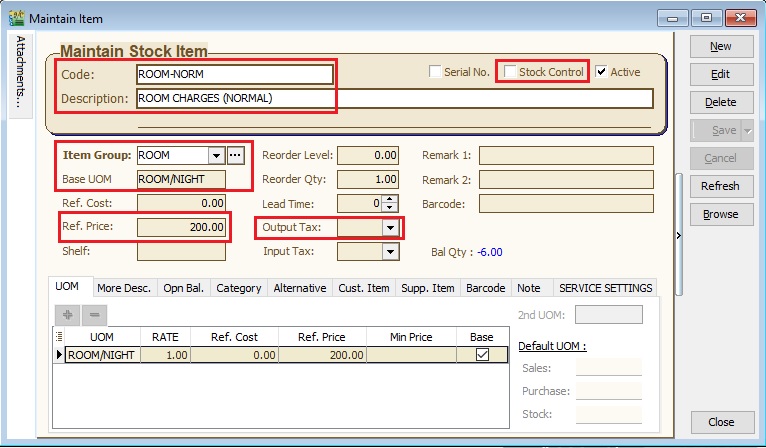 Maintain Item
Attachments...
Maintain Stock Item
Code: ROOM-NORM
Serial No. Stock Control Active
Description: ROOM CHARGES (NORMAL)
Item Group: ROOM Reorder Level: 0.00 Remark 1:
Base UOM ROOM/NIGHT Reorder Qty: 1.00 Remark 2:
Ref. Cost: 0.00 Lead Time: 0 Barcode:
Ref. Price: 200.00 Output Tax:
Shelf: Input Tax: Bal Qty : -6.00
UOM More Desc. Opn Bal. Category Alternative Cust. Item Supp. Item Barcode Note SERVICE SETTINGS
UOM RATE Ref. Cost Ref. Price Min Price Base
ROOM/NIGHT 1.00 0.00 200.00
2nd UOM:
Default UOM :
Sales:
Purchase:
Stock:
New
Edit
Delete
Save
Cancel
Refresh
Browse
Close